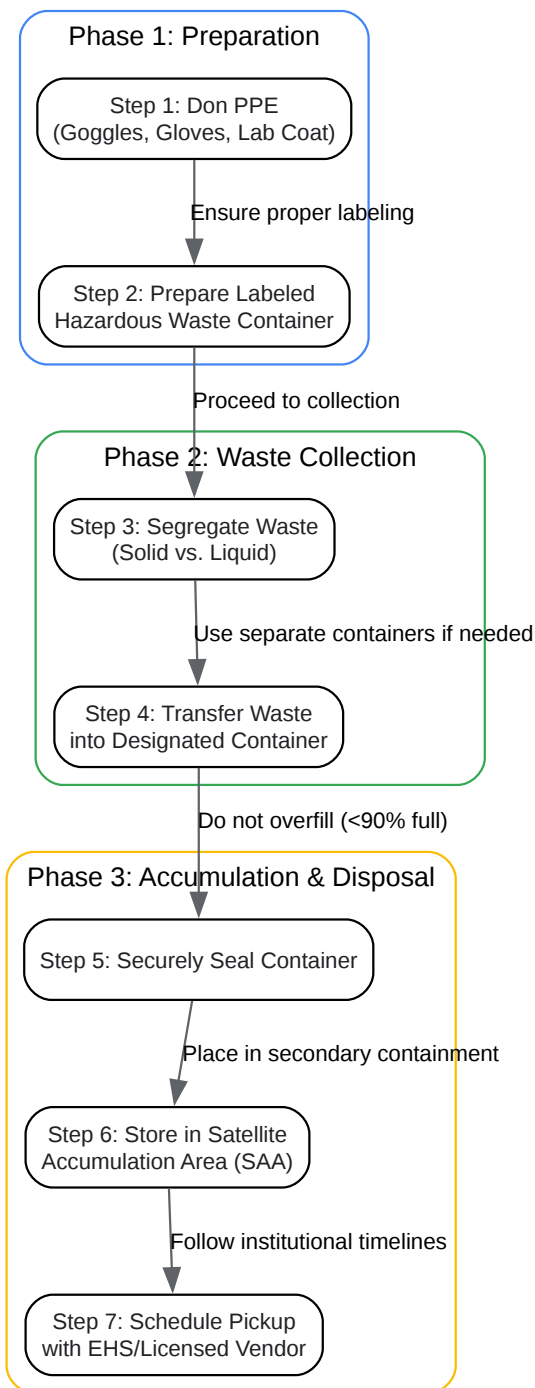 Phase 1: Preparation
Step 1: Don PPE
(Goggles, Gloves, Lab Coat)
Ensure proper labeling
Step 2: Prepare Labeled
Hazardous Waste Container
Proceed to collection
Phase 2: Waste Collection
Step 3: Segregate Waste
(Solid vs. Liquid)
Use separate containers if needed
Step 4: Transfer Waste
into Designated Container
Do not overfill (<90% full)
Phase 3: Accumulation & Disposal
Step 5: Securely Seal Container
Place in secondary containment
Step 6: Store in Satellite
Accumulation Area (SAA)
Follow institutional timelines
Step 7: Schedule Pickup
with EHS/Licensed Vendor